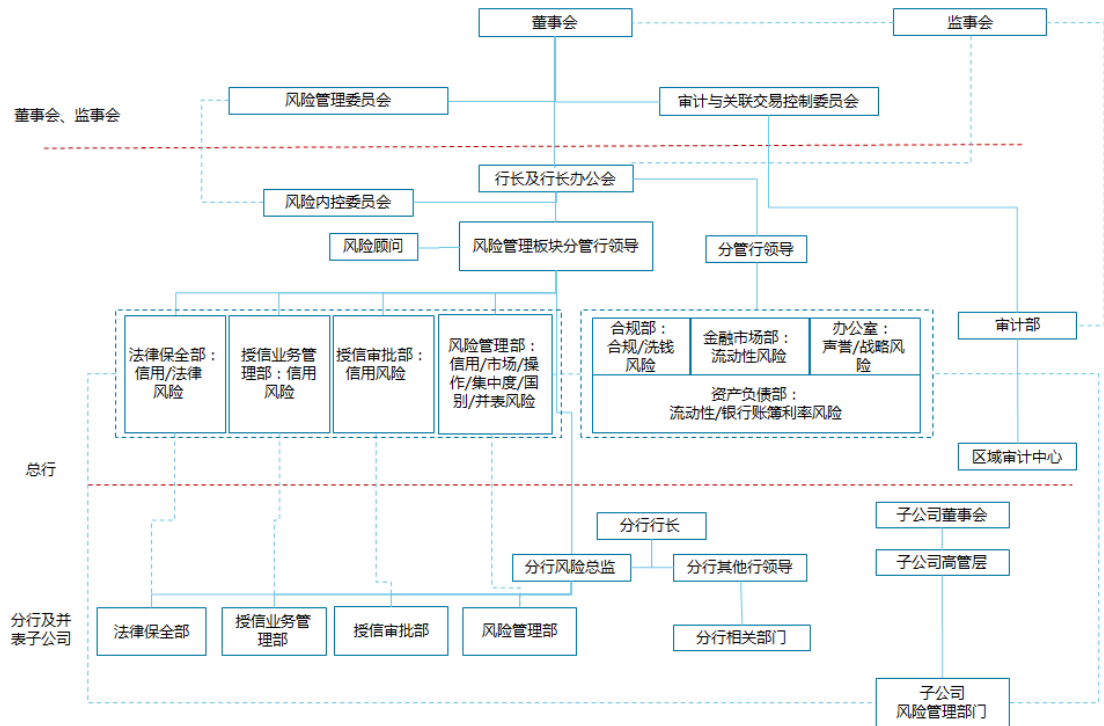 董事会
监事会
风险管理委员会
审计与关联交易控制委员会
董事会、监事会
行长及行长办公会
风险内控委员会
风险顾问
风险管理板块分管行领导
分管行领导
法律保全部：
信用/法律
风险
授信业务管
理部：信用
风险
授信审批部：
信用风险
风险管理部：
信用/市场/操
作/集中度/国
别/并表风险
合规部：
合规/洗钱
风险
金融市场部：
流动性风险
办公室：
声誉/战略风
险
资产负债部：
流动性/银行账簿利率风险
审计部
区域审计中心
总行
分行行长
子公司董事会
分行风险总监
分行其他行领导
子公司高管层
分行及并
表子公司
法律保全部
授信业务管
理部
授信审批部
风险管理部
分行相关部门
子公司
风险管理部门